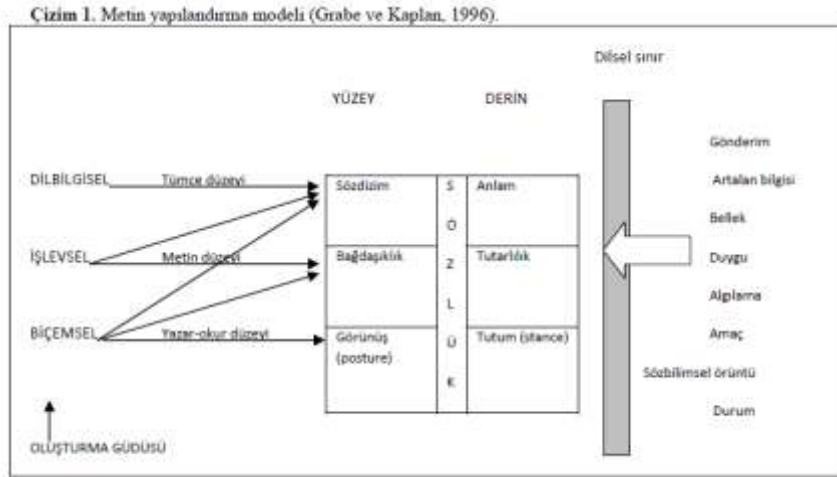 Çizim 1. Metin yapılandırma modeli (Grabe ve Kaplan, 1996).
Dilsel sınır
YÜZEY DERİN
Gönderim
DİLBİLGİSEL Tümce düzeyi Sözdizim Anlam
Artalan bilgisi
Bellek
İŞLEVSEL Metin düzeyi Bağdaşıklık Tutarlılık
Duygu
Algılama
BİÇEMSEL Yazar-okur düzeyi Görünüş (posture) Tutum (stance)
Amaç
SÖZLÜK
Sözbilimsel örüntü
Durum
OLUŞTURMA GÜDÜSÜ